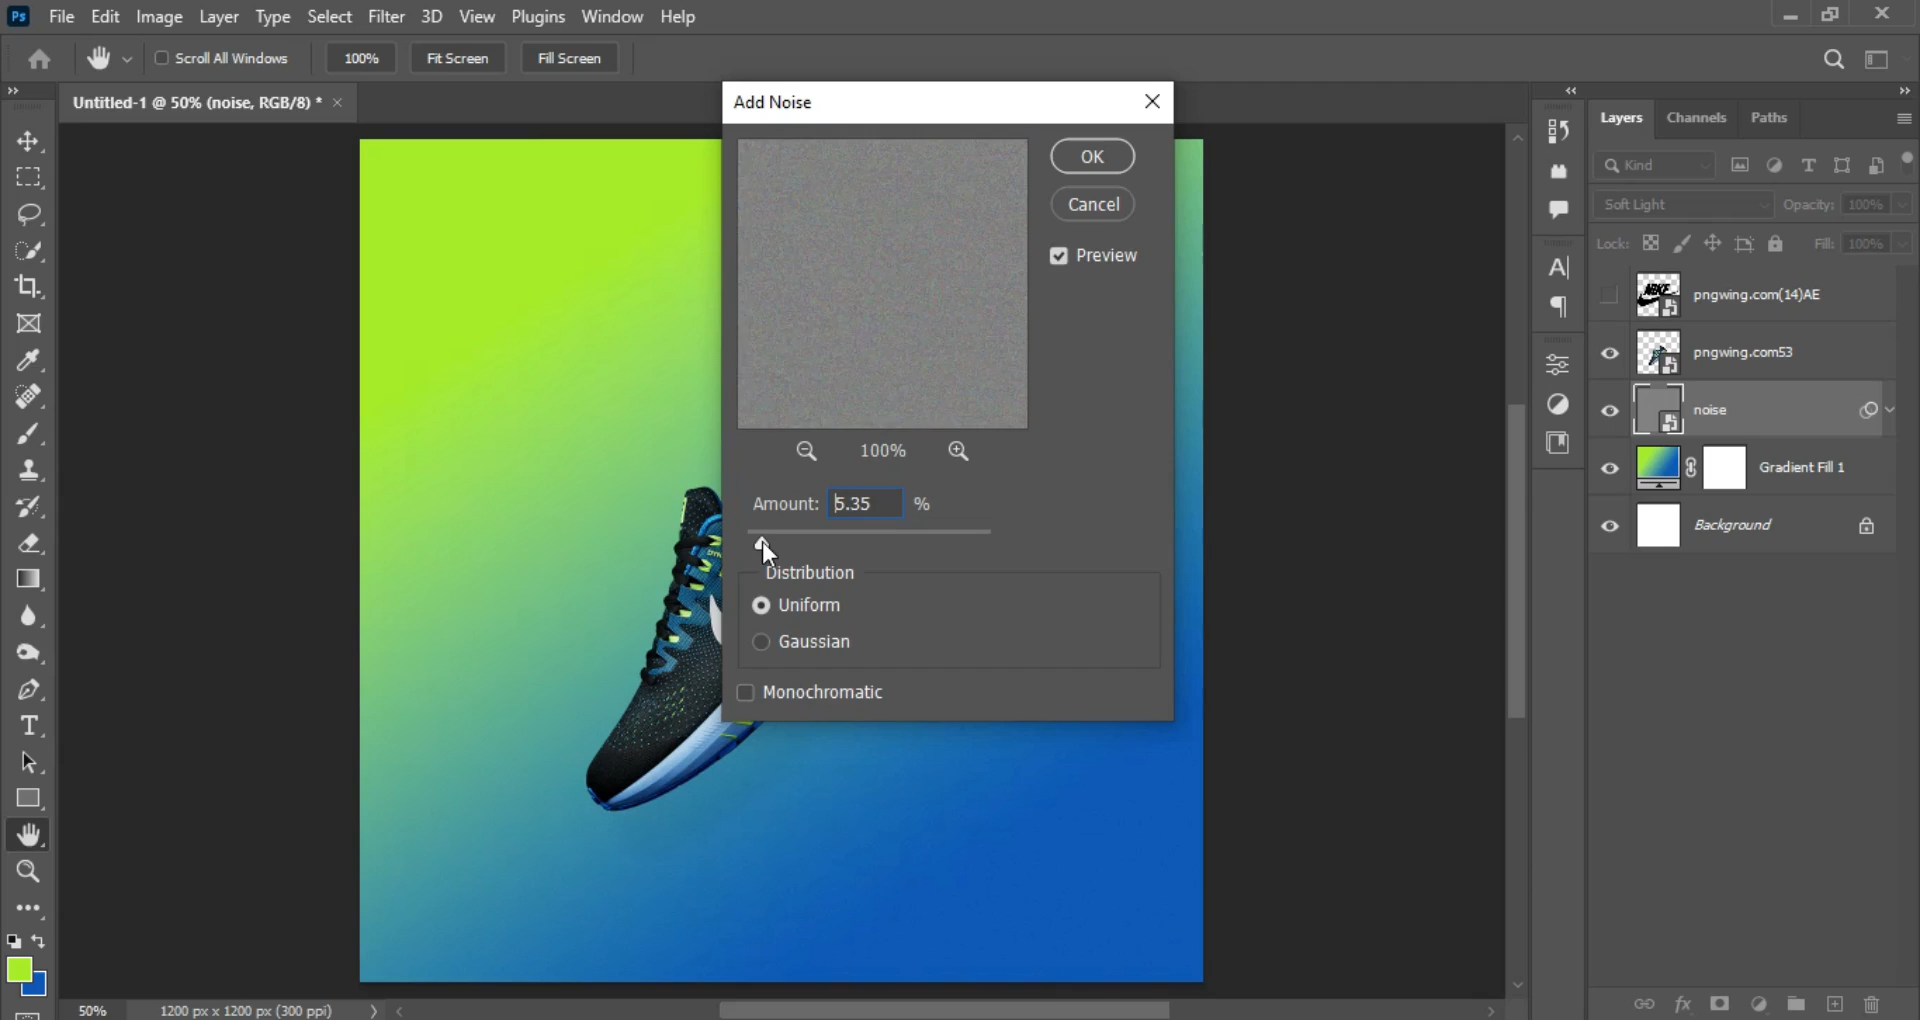 Ps File Edit Image Layer Type Select Filter 3D View Plugins Window Help
Scroll All Windows 100% Fit Screen Fill Screen
Untitled-1 @ 50% (noise, RGB/8) *
Add Noise
OK
Cancel
Preview
100%
Amount: 5.35 %
Distribution
Uniform
Gaussian
Monochromatic
Layers Channels Paths
Kind
Soft Light Opacity: 100%
Lock: Fill: 100%
NIKE
pngwing.com(14)AE
pngwing.com53
noise
Gradient Fill 1
Background
50% 1200 px x 1200 px (300 ppi)